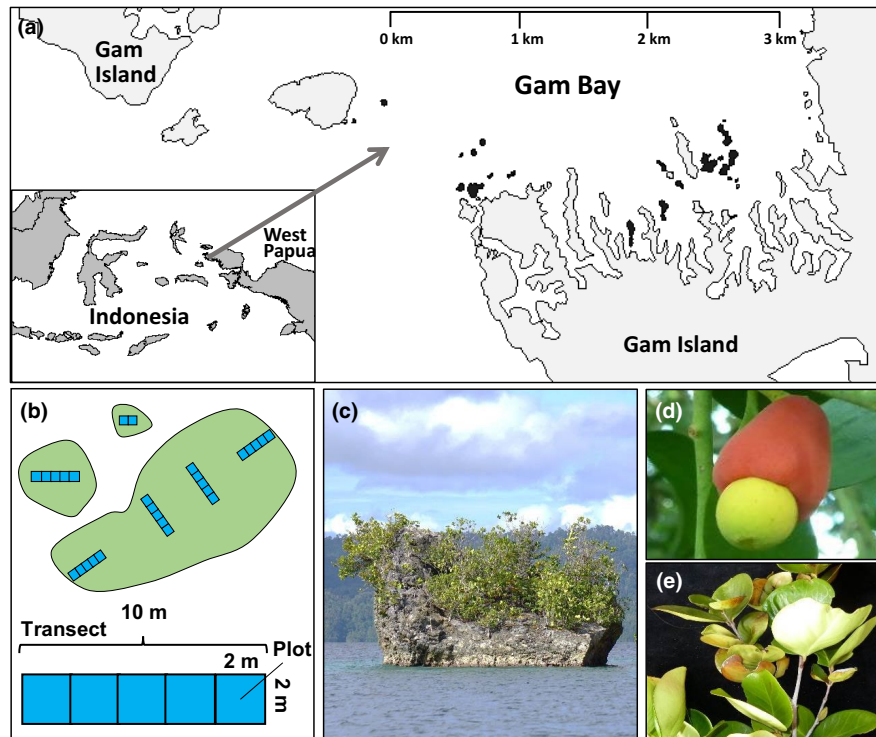 (a)
Gam
Island
0 km
1 km
2 km
3 km
Gam Bay
West
Papua
Indonesia
Gam Island
(b)
10 m
Transect
Plot
2 m
2 m
(c)
(d)
(e)